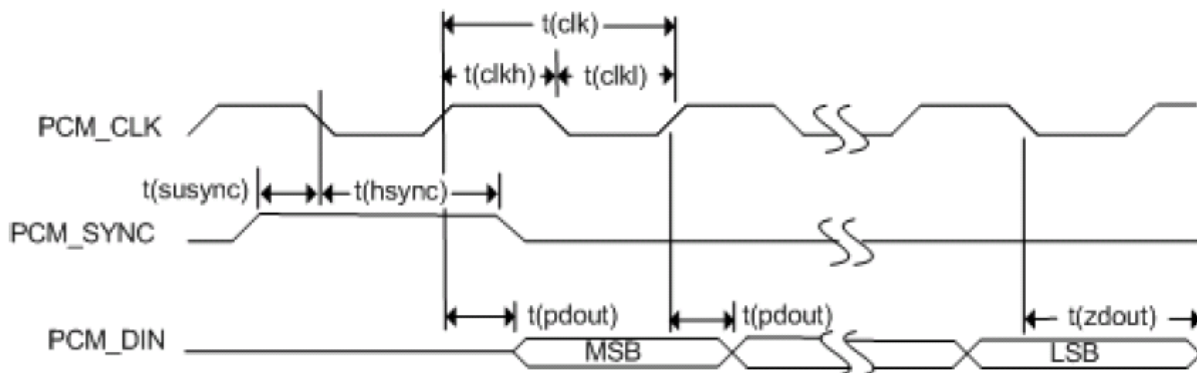 t(clk)
t(clkh) t(clkl)
PCM_CLK
t(susync) t(hsync)
PCM_SYNC
t(pdout) t(pdout) t(zdout)
PCM_DIN MSB LSB